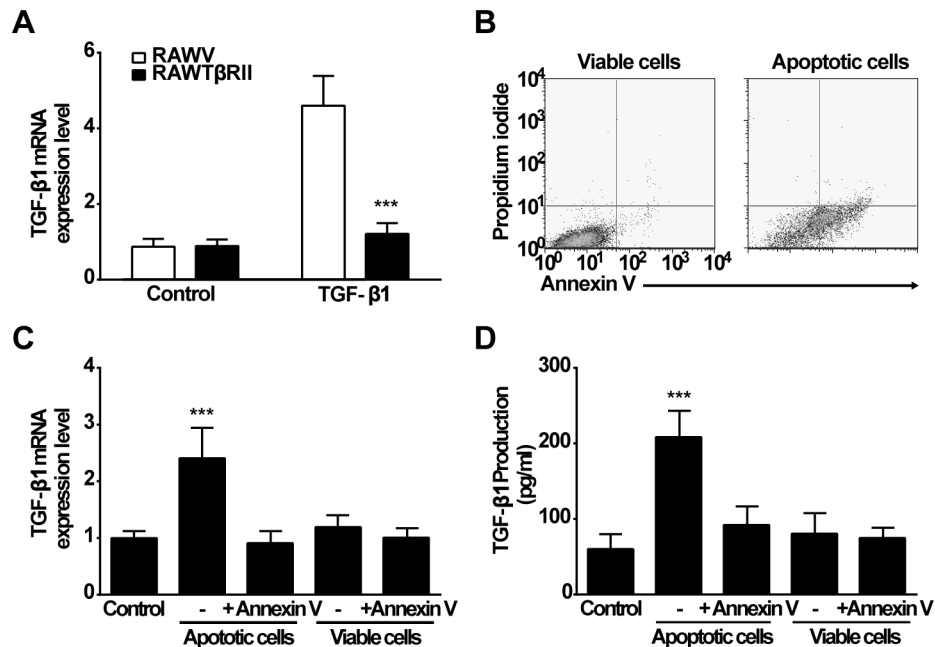 A
RAWV
RAWTβRII
TGF-β1 mRNA
expression level
6
4
2
0
***
Control
TGF- β1
B
Viable cells
Apoptotic cells
Propidium iodide
10⁴
10³
10²
10¹
10⁰
10⁰ 10¹ 10² 10³ 10⁴
Annexin V
C
TGF-β1 mRNA
expression level
4
3
2
1
0
***
Control - +Annexin V - +Annexin V
Apototic cells Viable cells
D
TGF-β1 Production
(pg/ml)
300
200
100
0
***
Control - +Annexin V - +Annexin V
Apoptotic cells Viable cells